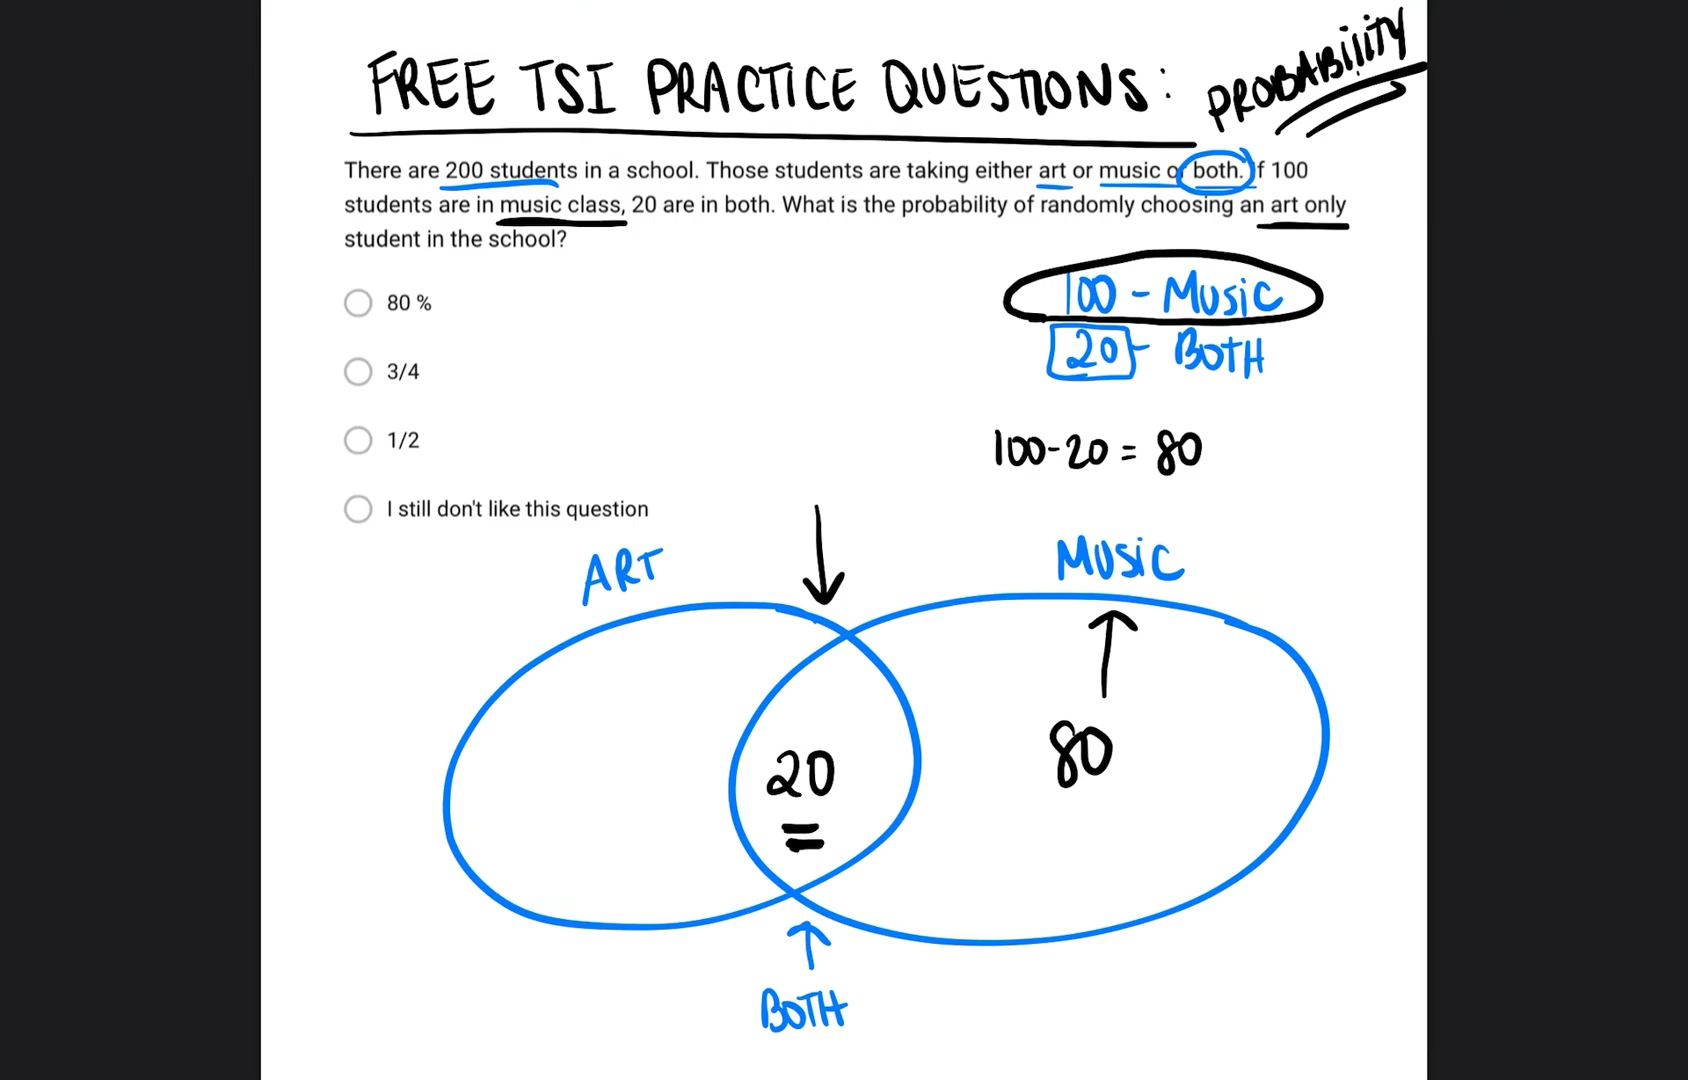 FREE TSI PRACTICE QUESTIONS: PROBABILITY
There are 200 students in a school. Those students are taking either art or music or both. If 100
students are in music class, 20 are in both. What is the probability of randomly choosing an art only
student in the school?
80 %
3/4
1/2
I still don't like this question
100 - MUSIC
20 - BOTH
100-20 = 80
ART
MUSIC
20
80
BOTH